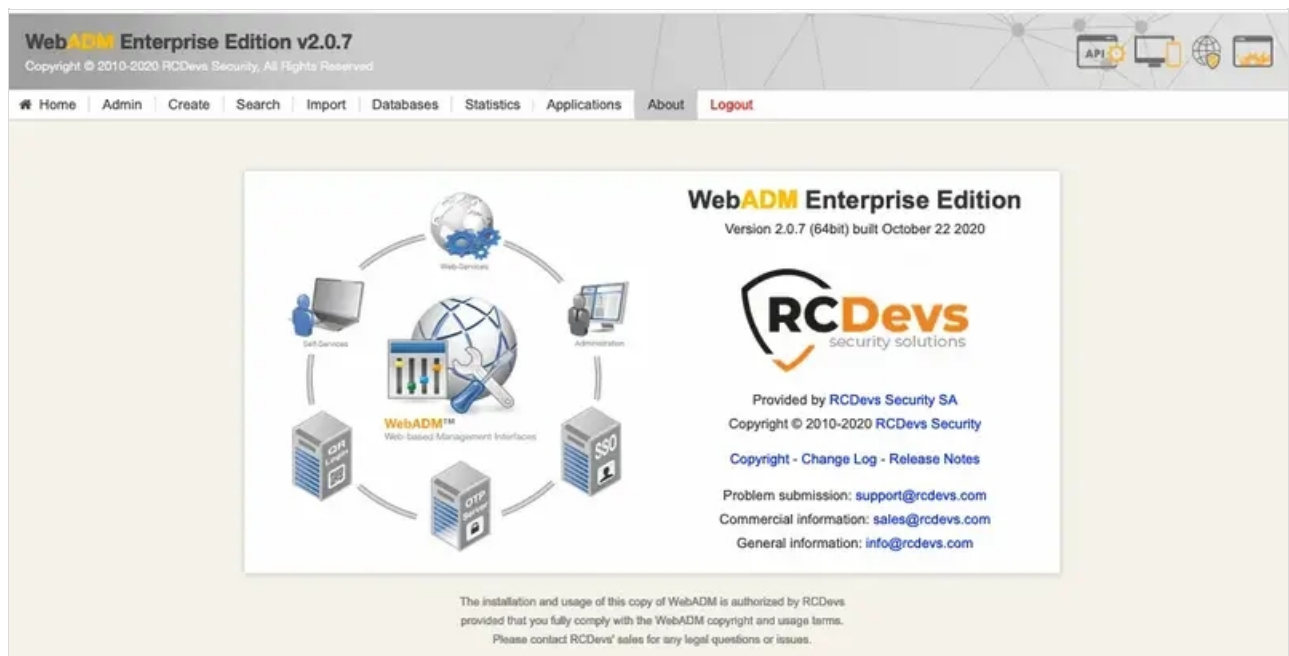 WebADM Enterprise Edition v2.0.7
Copyright © 2010-2020 RCDevs Security, All Rights Reserved
API
Home Admin Create Search Import Databases Statistics Applications About Logout
Web-Services
Self-Services
Administration
WebADM™
Web-based Management Interfaces
QR Login
OTP Server
SSO
WebADM Enterprise Edition
Version 2.0.7 (64bit) built October 22 2020
RCDevs
security solutions
Provided by RCDevs Security SA
Copyright © 2010-2020 RCDevs Security
Copyright - Change Log - Release Notes
Problem submission: support@rcdevs.com
Commercial information: sales@rcdevs.com
General information: info@rcdevs.com
The installation and usage of this copy of WebADM is authorized by RCDevs
provided that you fully comply with the WebADM copyright and usage terms.
Please contact RCDevs' sales for any legal questions or issues.